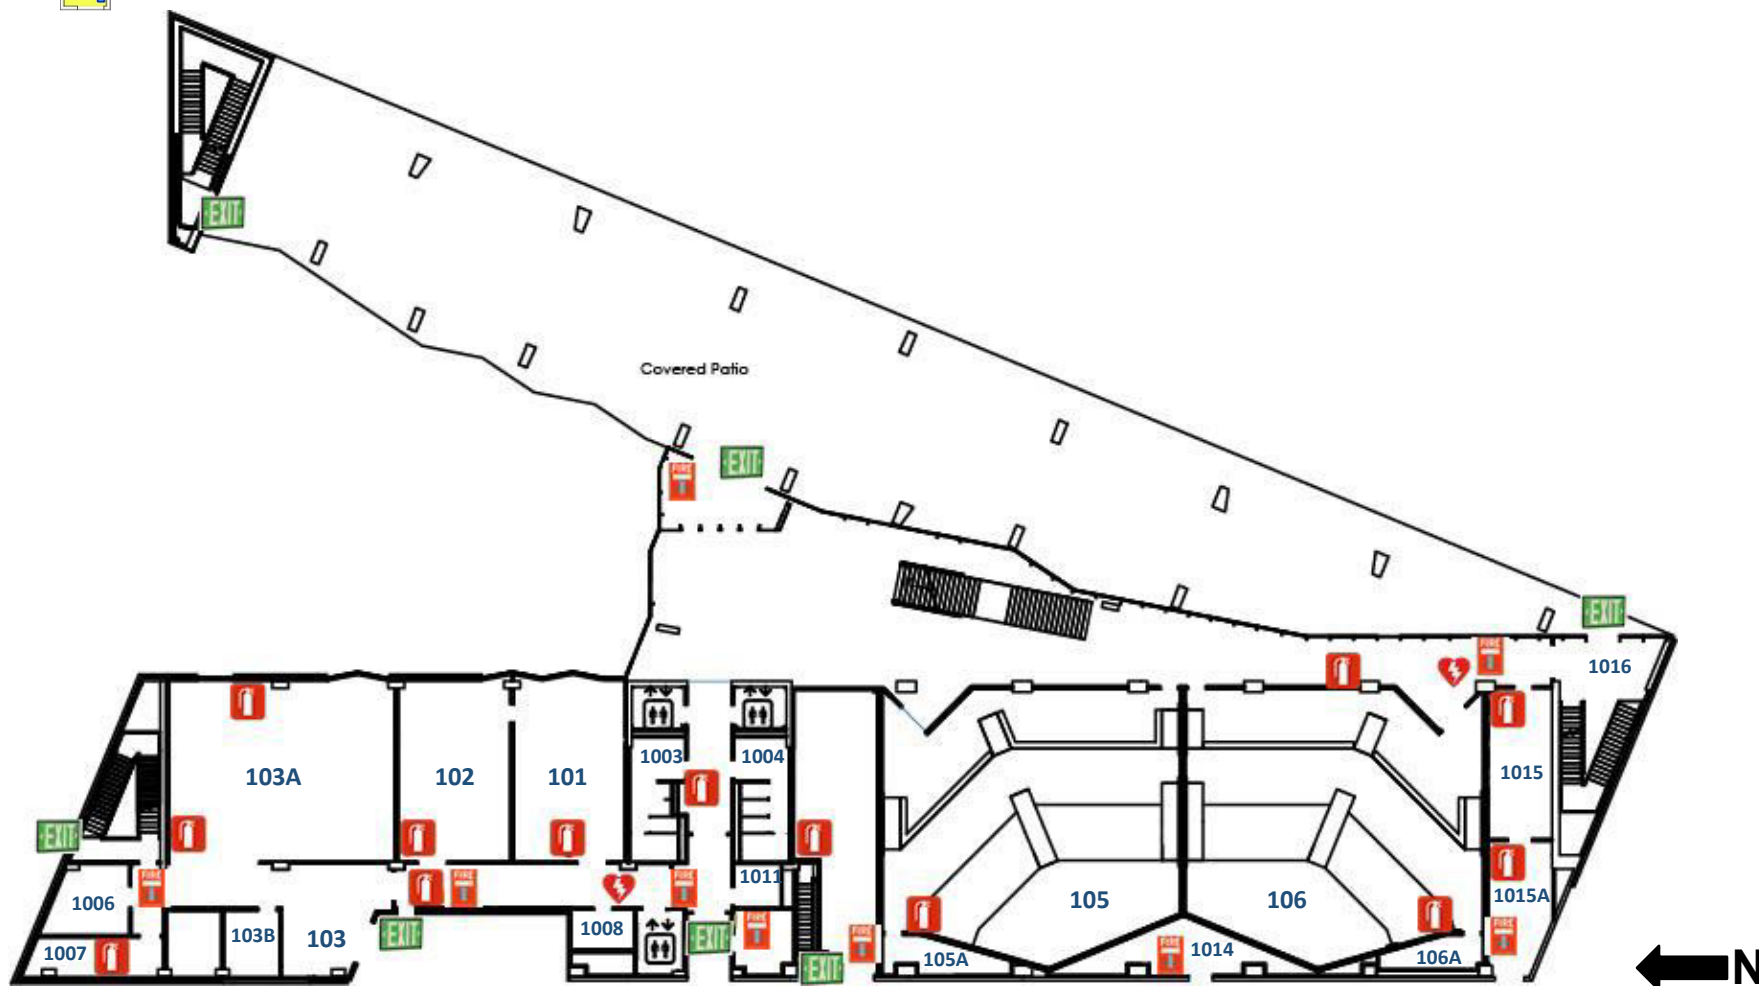 EXIT
Covered Patio
EXIT
FIRE
EXIT
FIRE
1016
1003
1004
103A
102
101
1015
EXIT
1006
FIRE
FIRE
FIRE
1011
105
106
1015A
1007
103B
103
EXIT
1008
EXIT
FIRE
FIRE
EXIT
105A
FIRE
1014
106A
FIRE
N